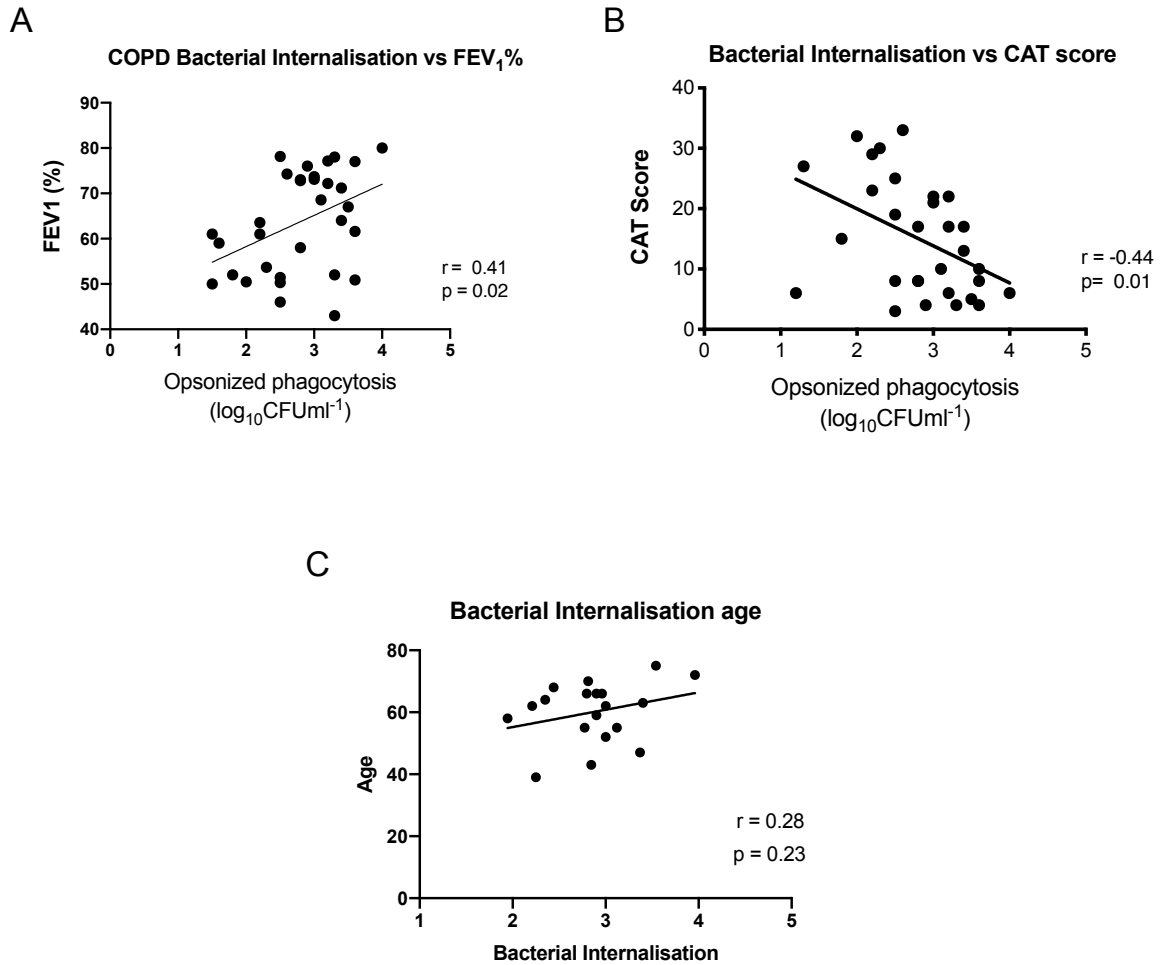 A
COPD Bacterial Internalisation vs FEV₁%
90
80
70
60
50
40
FEV1 (%)
0 1 2 3 4 5
Opsonized phagocytosis
(log₁₀CFUml⁻¹)
r = 0.41
p = 0.02
B
Bacterial Internalisation vs CAT score
40
30
20
10
0
CAT Score
0 1 2 3 4 5
Opsonized phagocytosis
(log₁₀CFUml⁻¹)
r = -0.44
p= 0.01
C
Bacterial Internalisation age
80
60
40
20
0
Age
1 2 3 4 5
Bacterial Internalisation
r = 0.28
p = 0.23